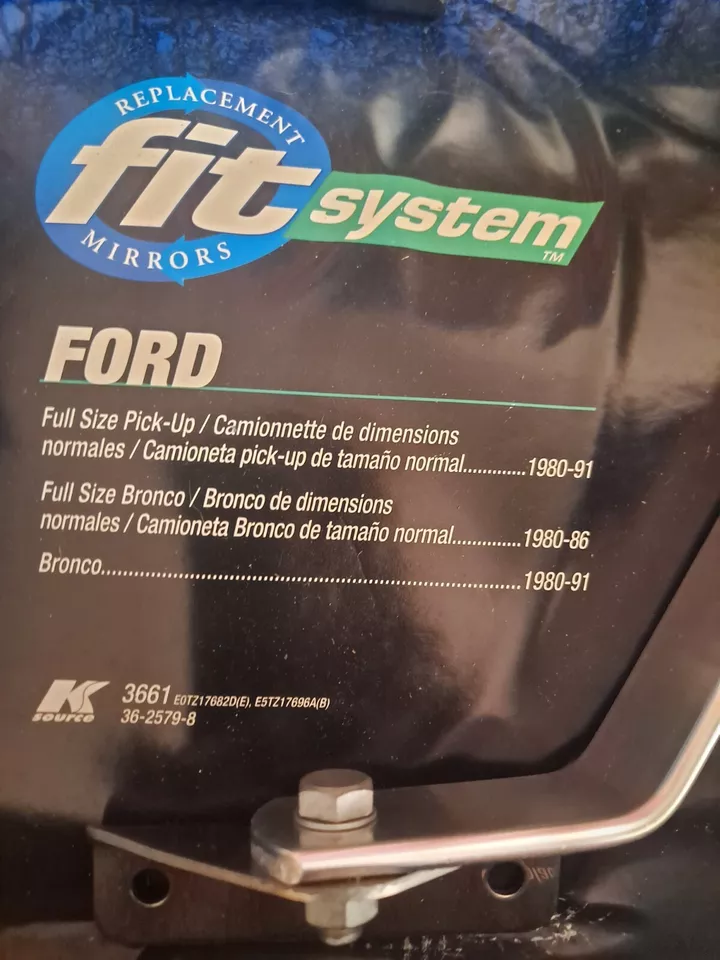 REPLACEMENT
fit system™
MIRRORS
FORD
Full Size Pick-Up / Camionnette de dimensions
normales / Camioneta pick-up de tamaño normal.............1980-91
Full Size Bronco / Bronco de dimensions
normales / Camioneta Bronco de tamaño normal..............1980-86
Bronco.....................................................................................1980-91
K source
3661 E0TZ17682D(E), E5TZ17696A(B)
36-2579-8